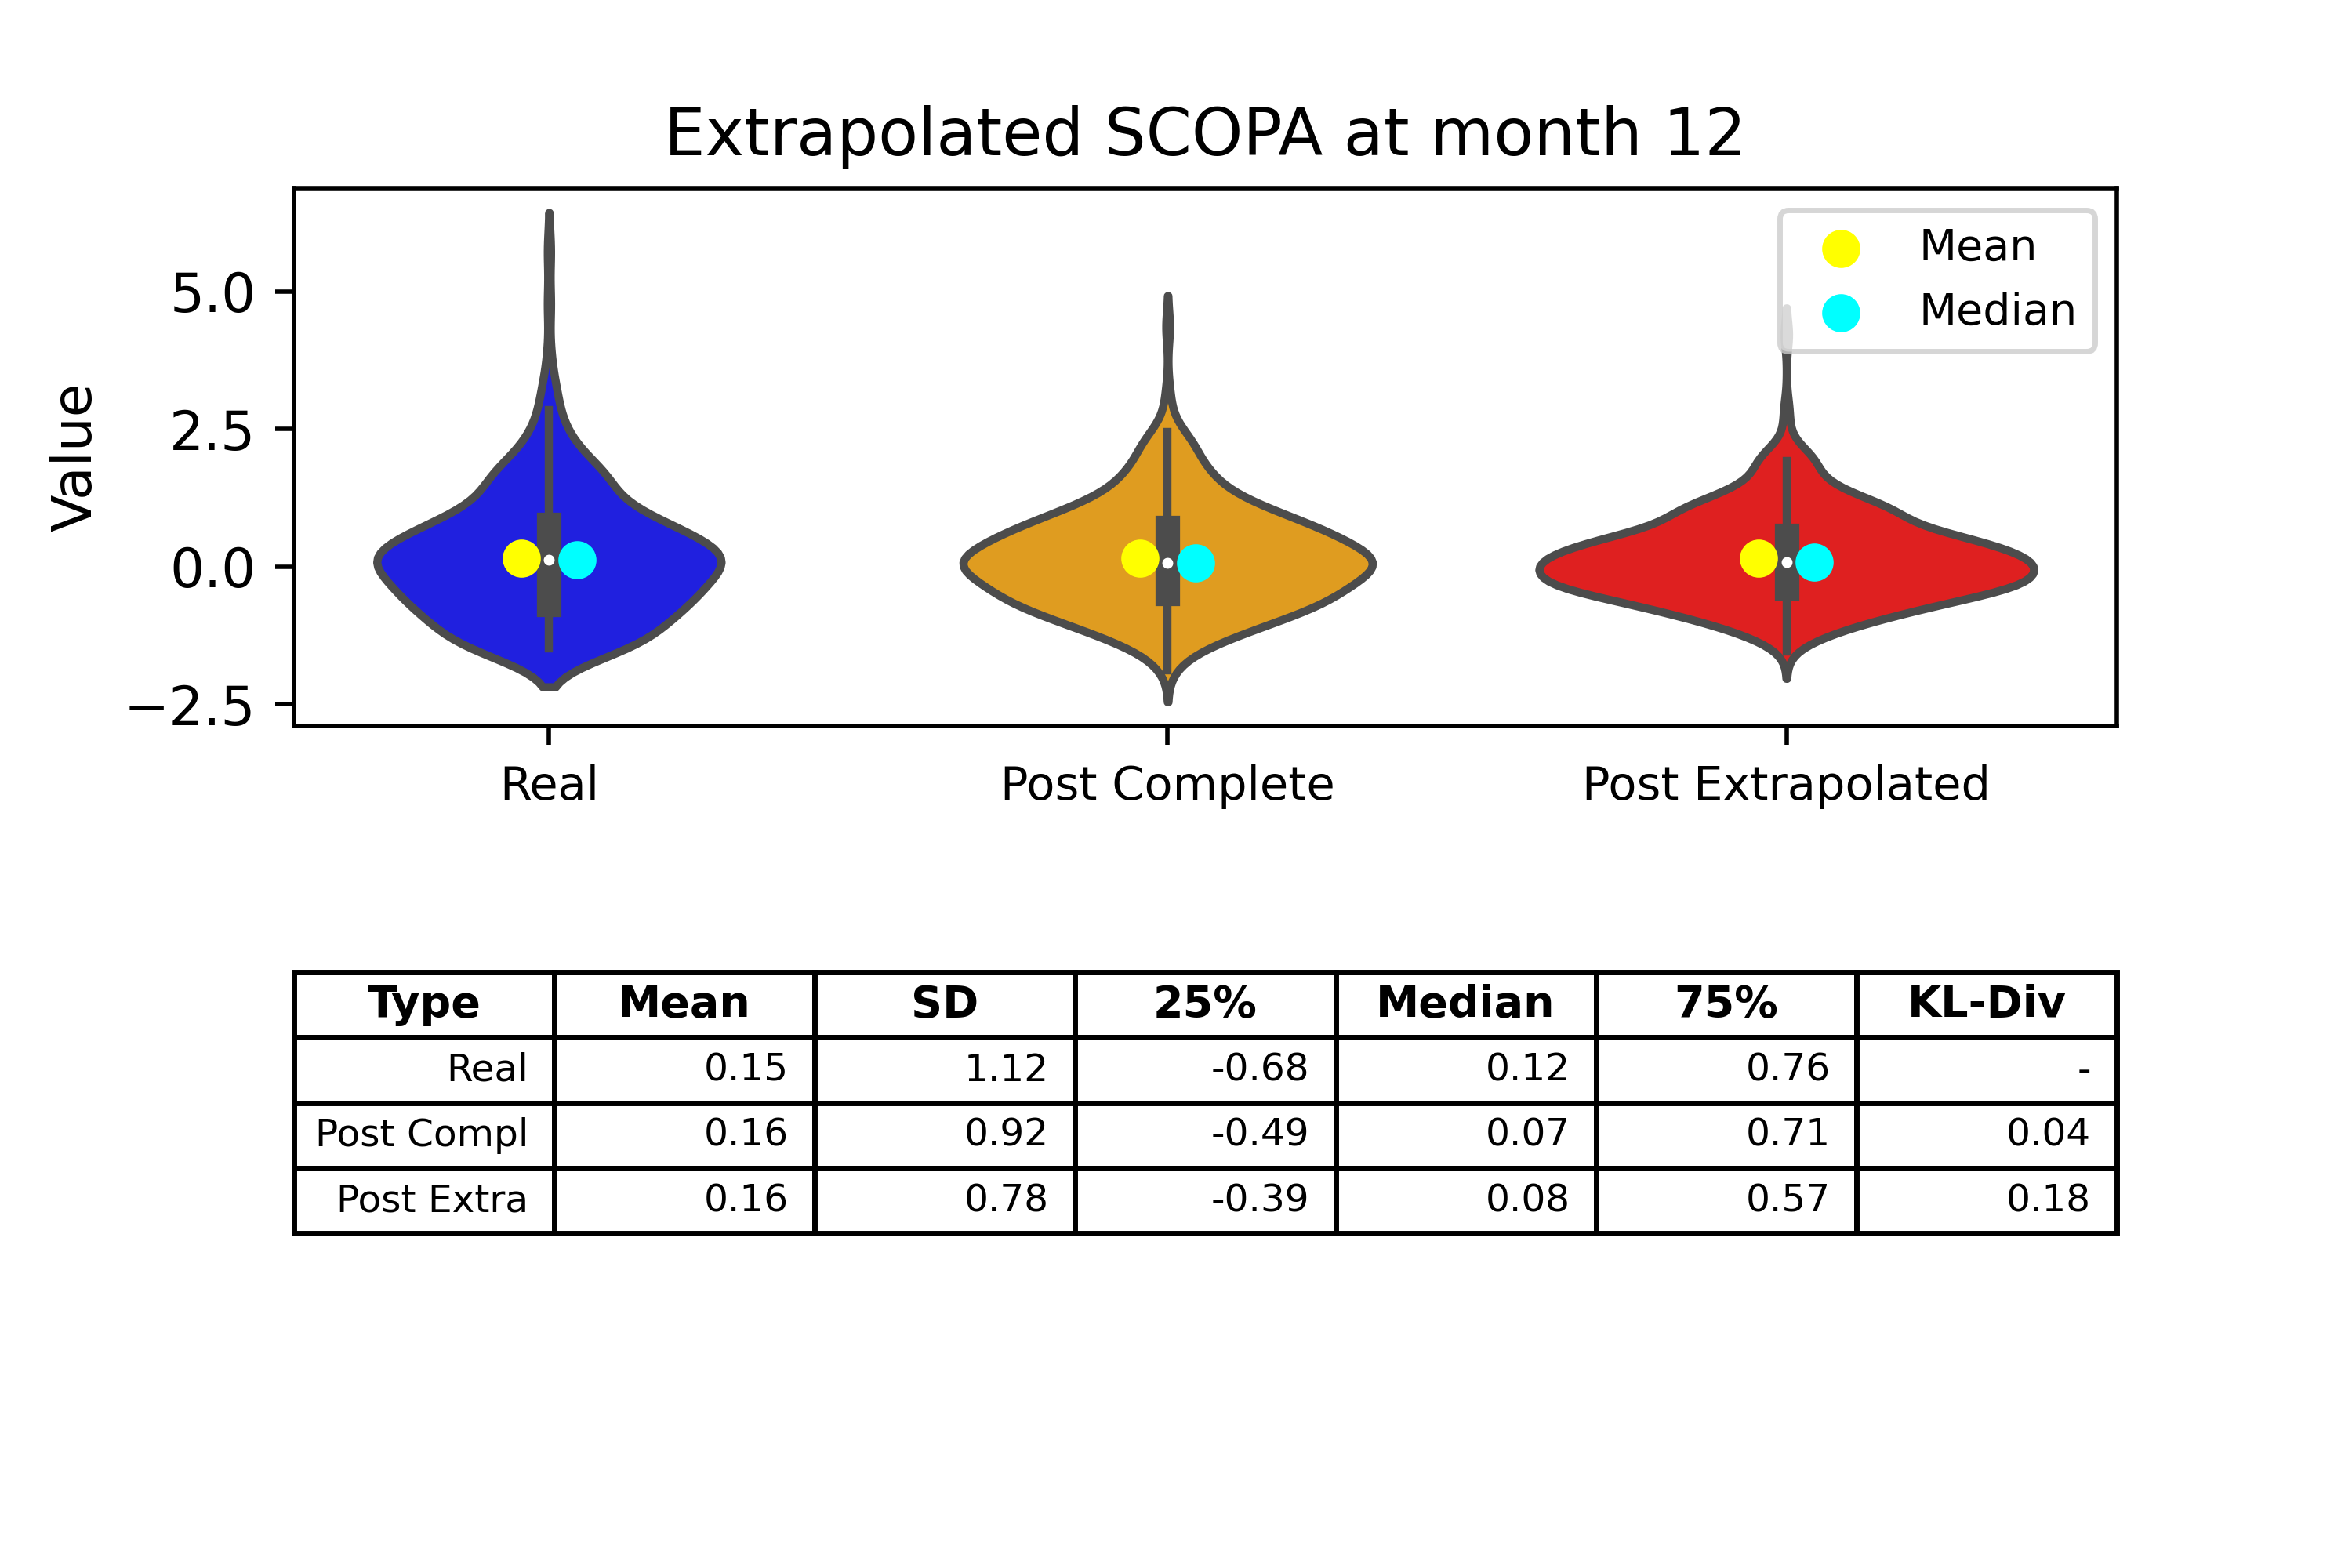 Extrapolated SCOPA at month 12
Mean
Median
5.0
2.5
0.0
−2.5
Value
Real Post Complete Post Extrapolated
Type Mean SD 25% Median 75% KL-Div
Real 0.15 1.12 -0.68 0.12 0.76 -
Post Compl 0.16 0.92 -0.49 0.07 0.71 0.04
Post Extra 0.16 0.78 -0.39 0.08 0.57 0.18